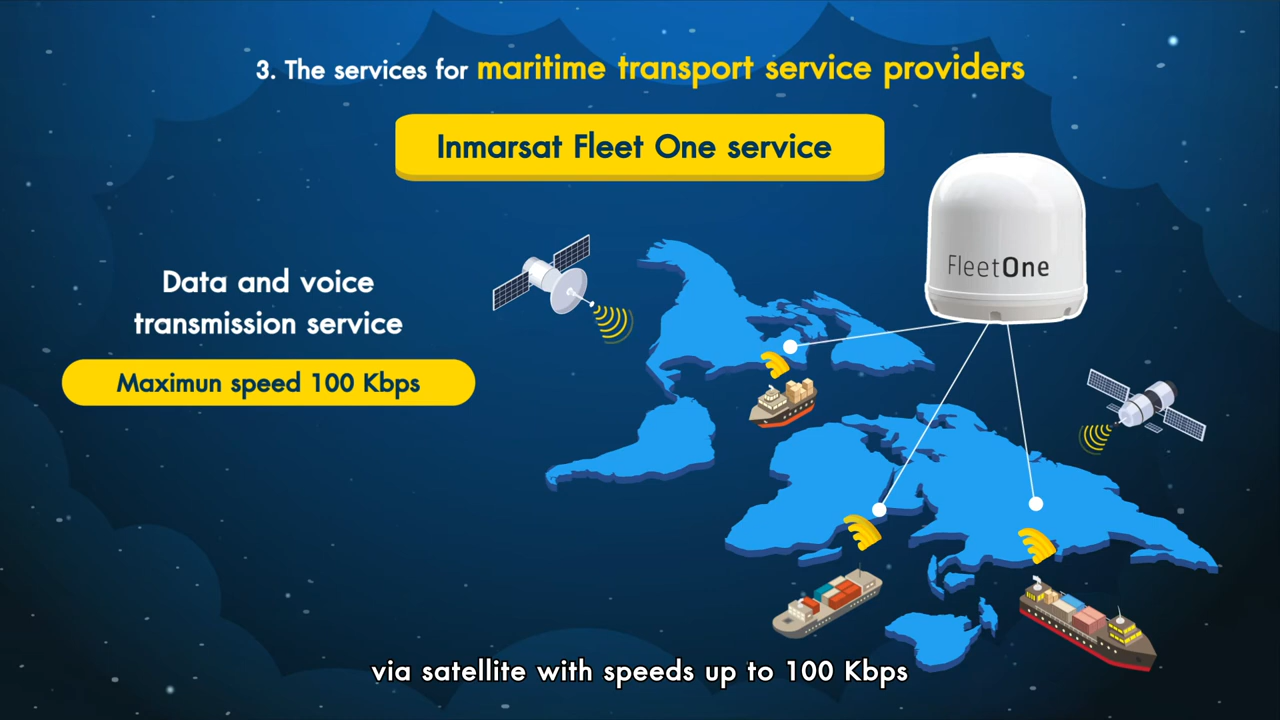 3. The services for maritime transport service providers
Inmarsat Fleet One service
FleetOne
Data and voice
transmission service
Maximun speed 100 Kbps
via satellite with speeds up to 100 Kbps